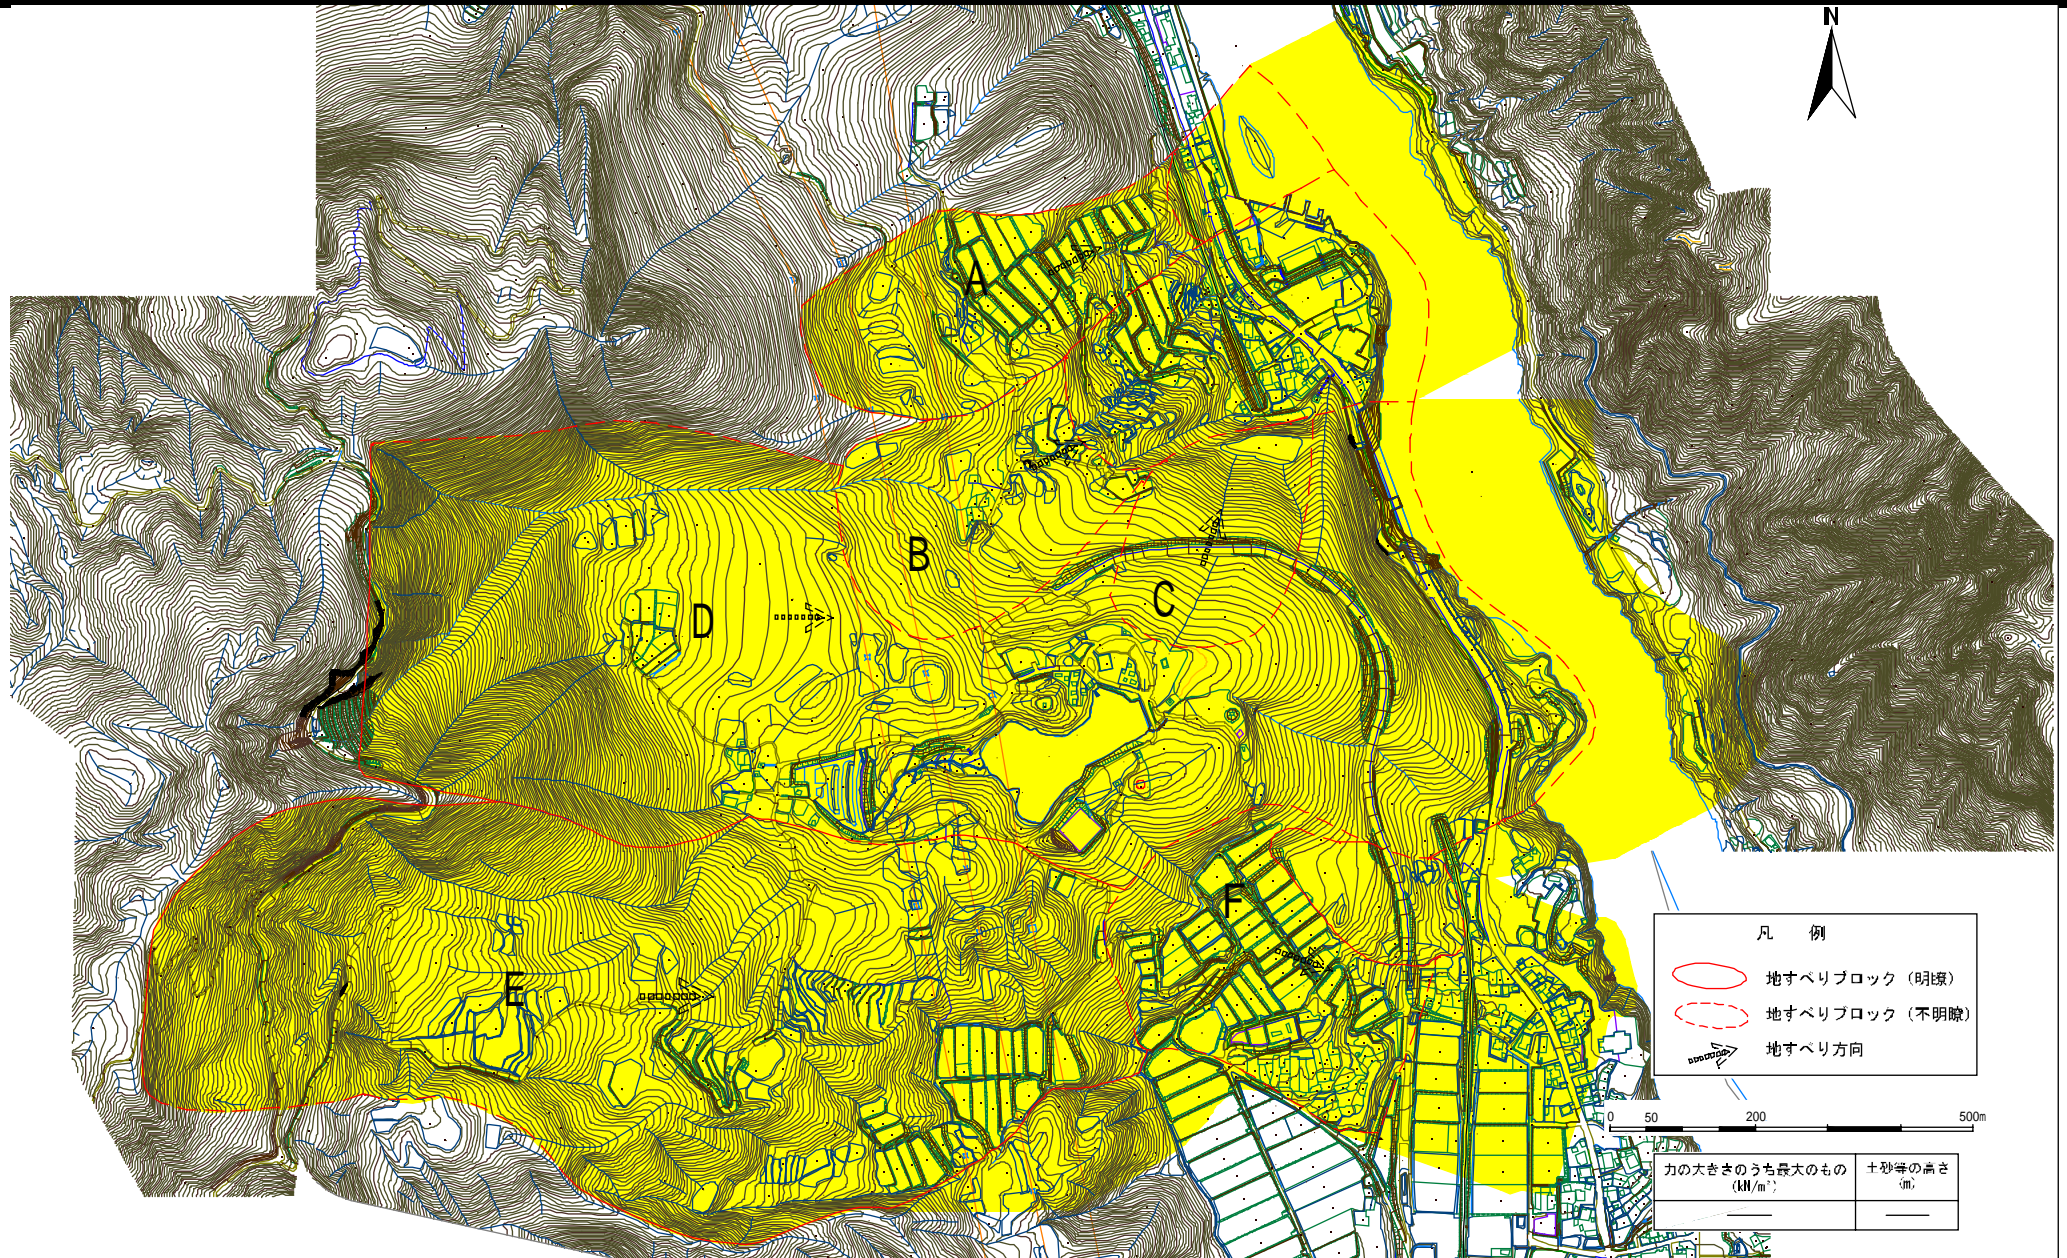 N
A
B
C
D
E
F
凡　例
地すべりブロック（明瞭）
地すべりブロック（不明瞭）
地すべり方向
0 50 200 500m
力の大きさのうち最大のもの
(kN/m²)
土砂等の高さ
(m)